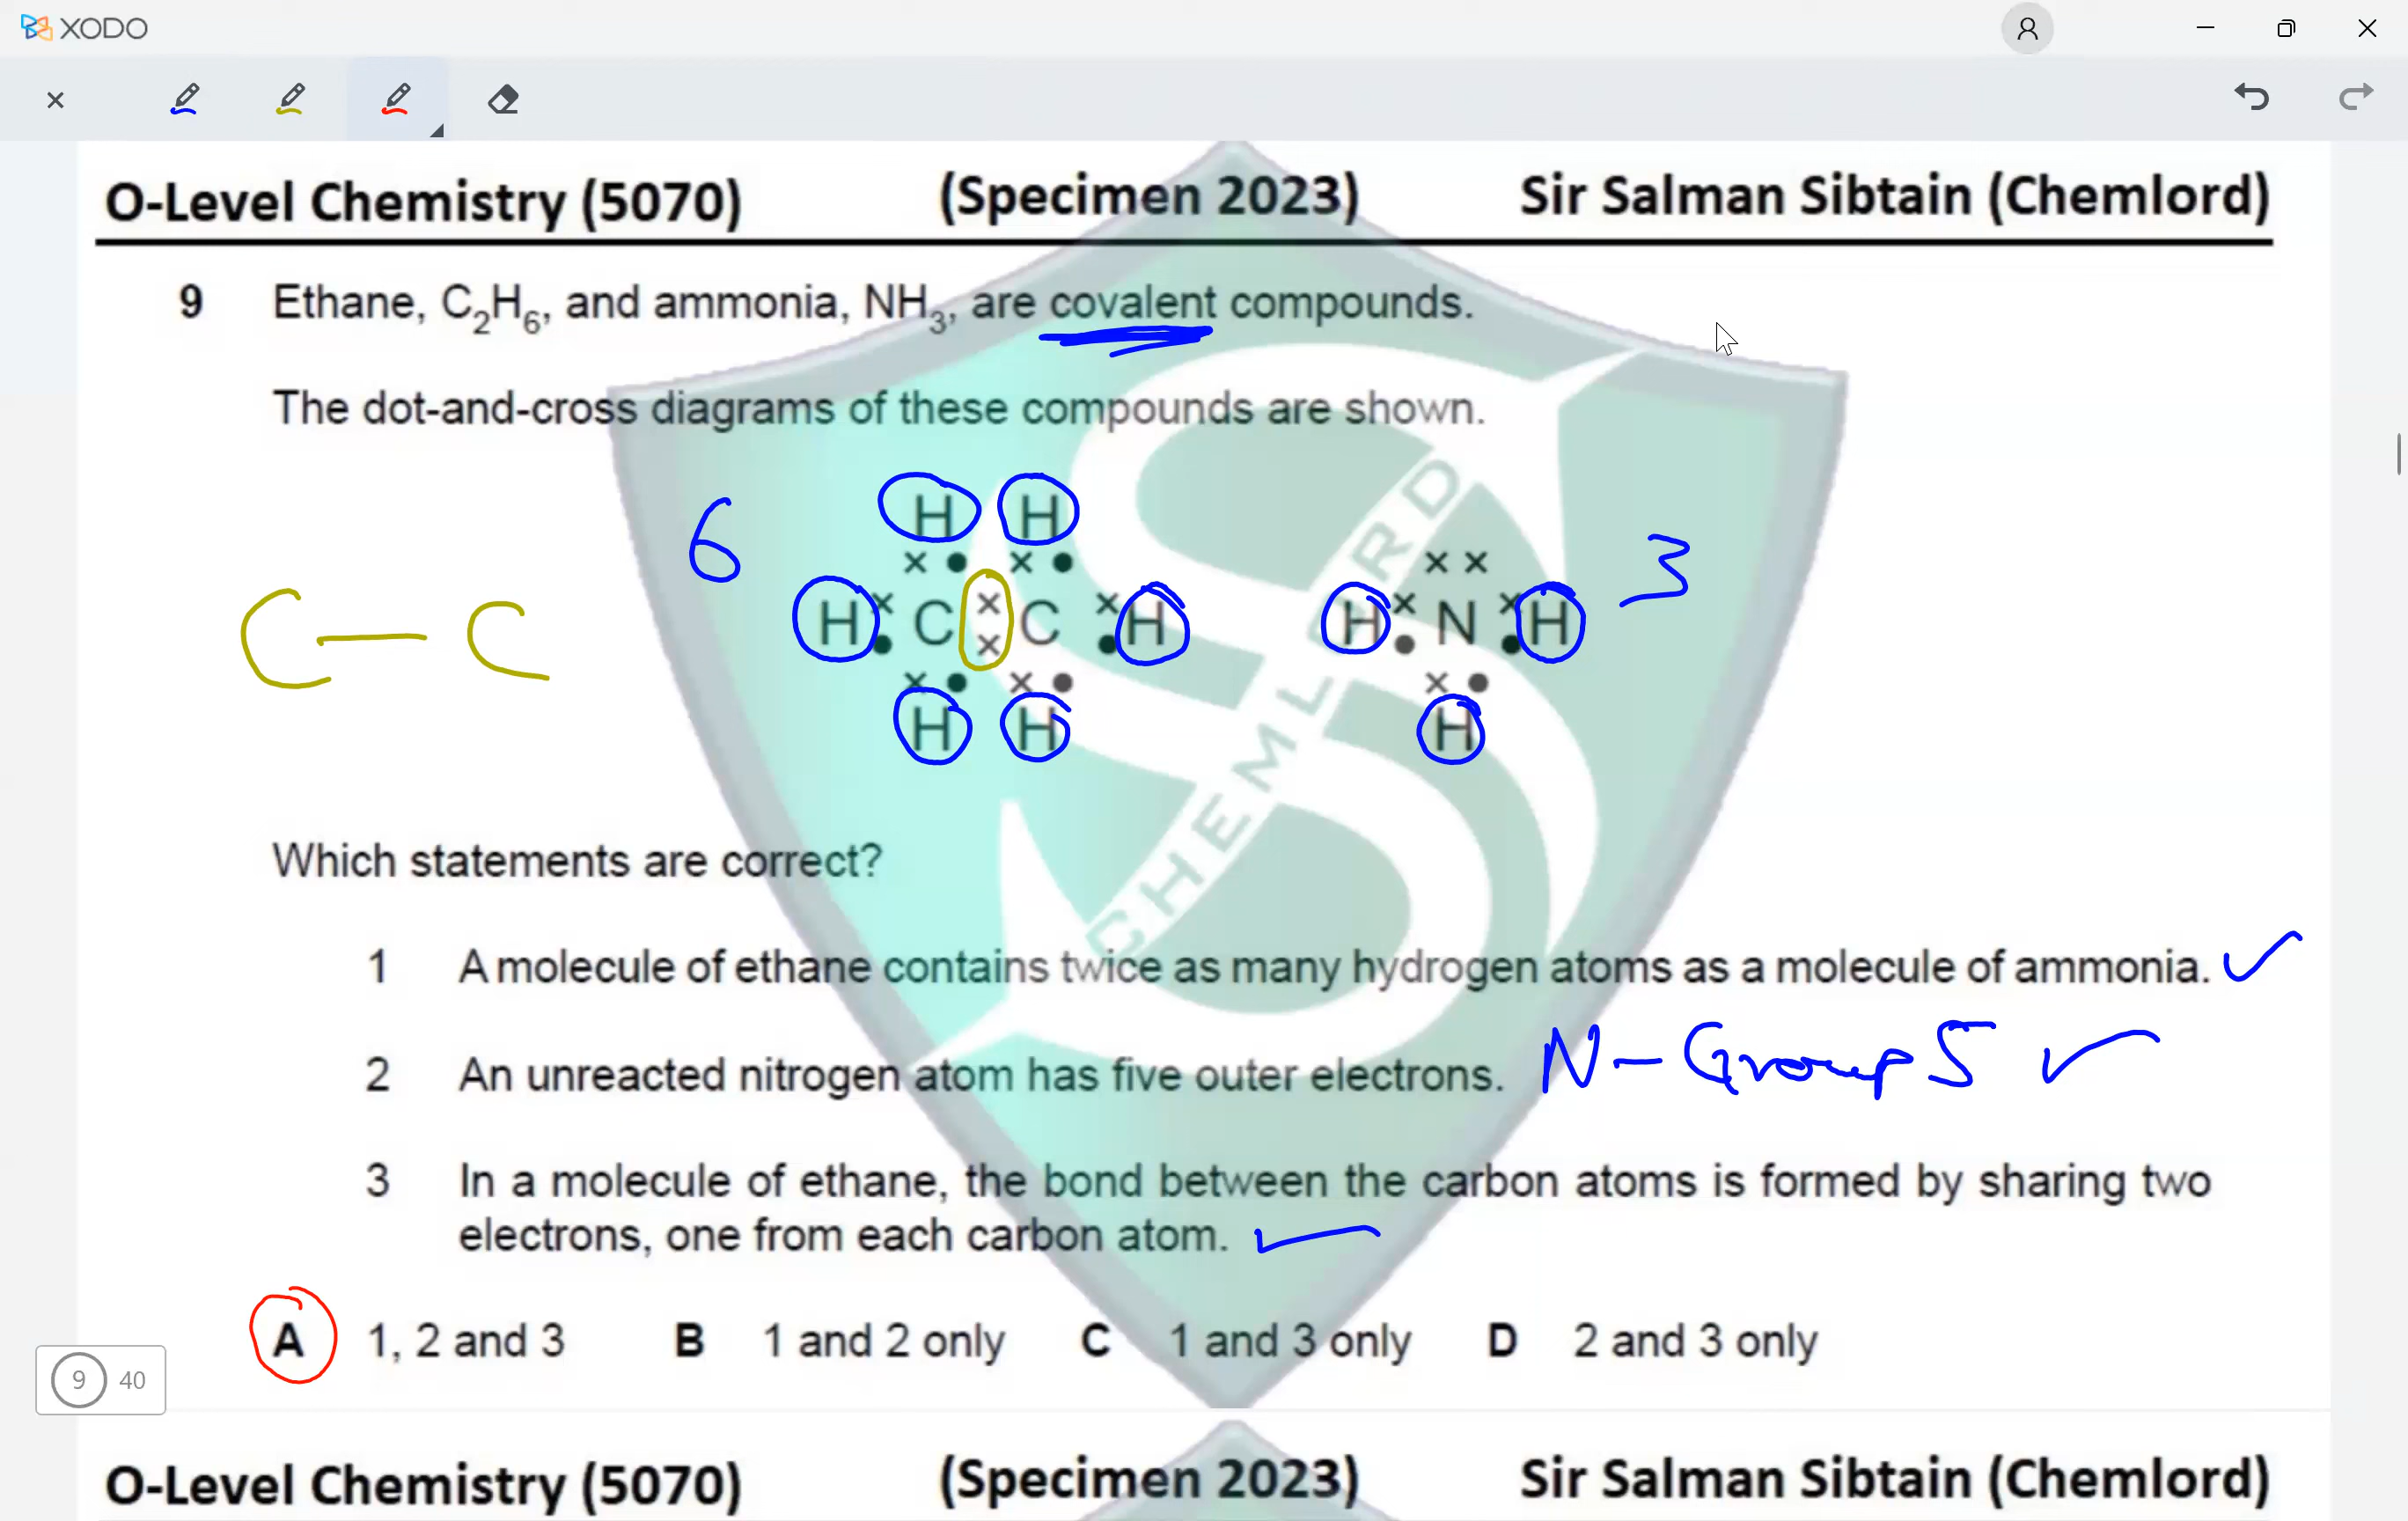 XODO
O-Level Chemistry (5070) (Specimen 2023) Sir Salman Sibtain (Chemlord)
9 Ethane, C₂H₆, and ammonia, NH₃, are covalent compounds.
The dot-and-cross diagrams of these compounds are shown.
H H
6 3
C — C H C C H H N H
H H H
CHEMLORD
Which statements are correct?
1 A molecule of ethane contains twice as many hydrogen atoms as a molecule of ammonia. ✓
2 An unreacted nitrogen atom has five outer electrons. N - Group 5 ✓
3 In a molecule of ethane, the bond between the carbon atoms is formed by sharing two
electrons, one from each carbon atom. ✓
A 1, 2 and 3 B 1 and 2 only C 1 and 3 only D 2 and 3 only
9 40
O-Level Chemistry (5070) (Specimen 2023) Sir Salman Sibtain (Chemlord)